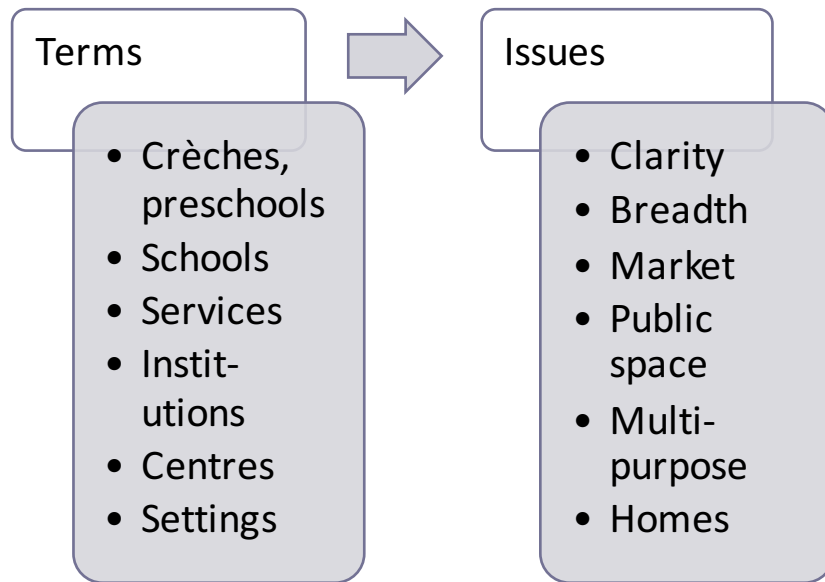 Terms
• Crèches,
preschools
• Schools
• Services
• Instit-
utions
• Centres
• Settings
Issues
• Clarity
• Breadth
• Market
• Public
space
• Multi-
purpose
• Homes